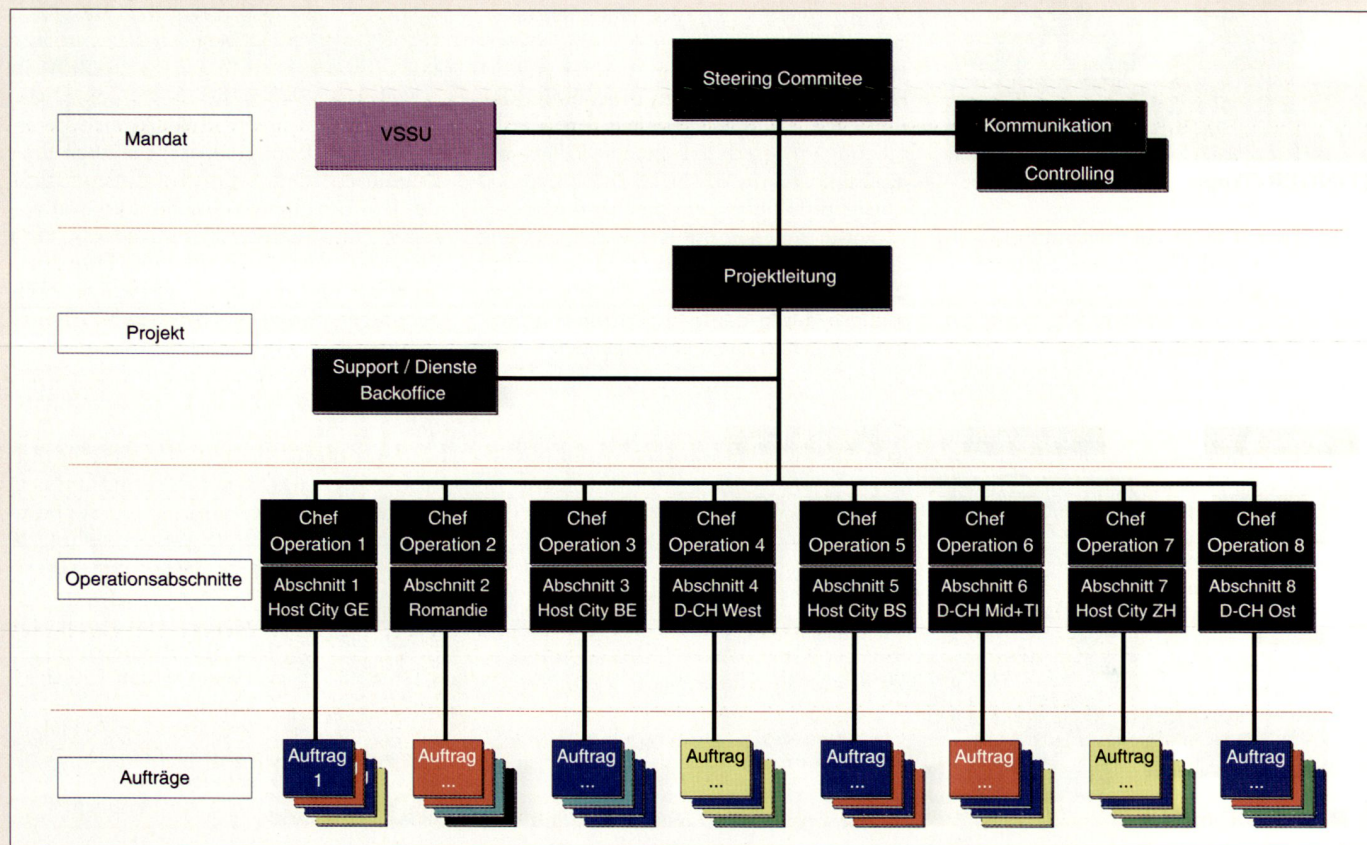 Steering Commitee
Mandat
VSSU
Kommunikation
Controlling
Projektleitung
Projekt
Support / Dienste
Backoffice
Operationsabschnitte
Chef
Operation 1
Abschnitt 1
Host City GE
Chef
Operation 2
Abschnitt 2
Romandie
Chef
Operation 3
Abschnitt 3
Host City BE
Chef
Operation 4
Abschnitt 4
D-CH West
Chef
Operation 5
Abschnitt 5
Host City BS
Chef
Operation 6
Abschnitt 6
D-CH Mid+TI
Chef
Operation 7
Abschnitt 7
Host City ZH
Chef
Operation 8
Abschnitt 8
D-CH Ost
Aufträge
Auftrag
1
Auftrag
...
Auftrag
...
Auftrag
...
Auftrag
...
Auftrag
...
Auftrag
...
Auftrag
...